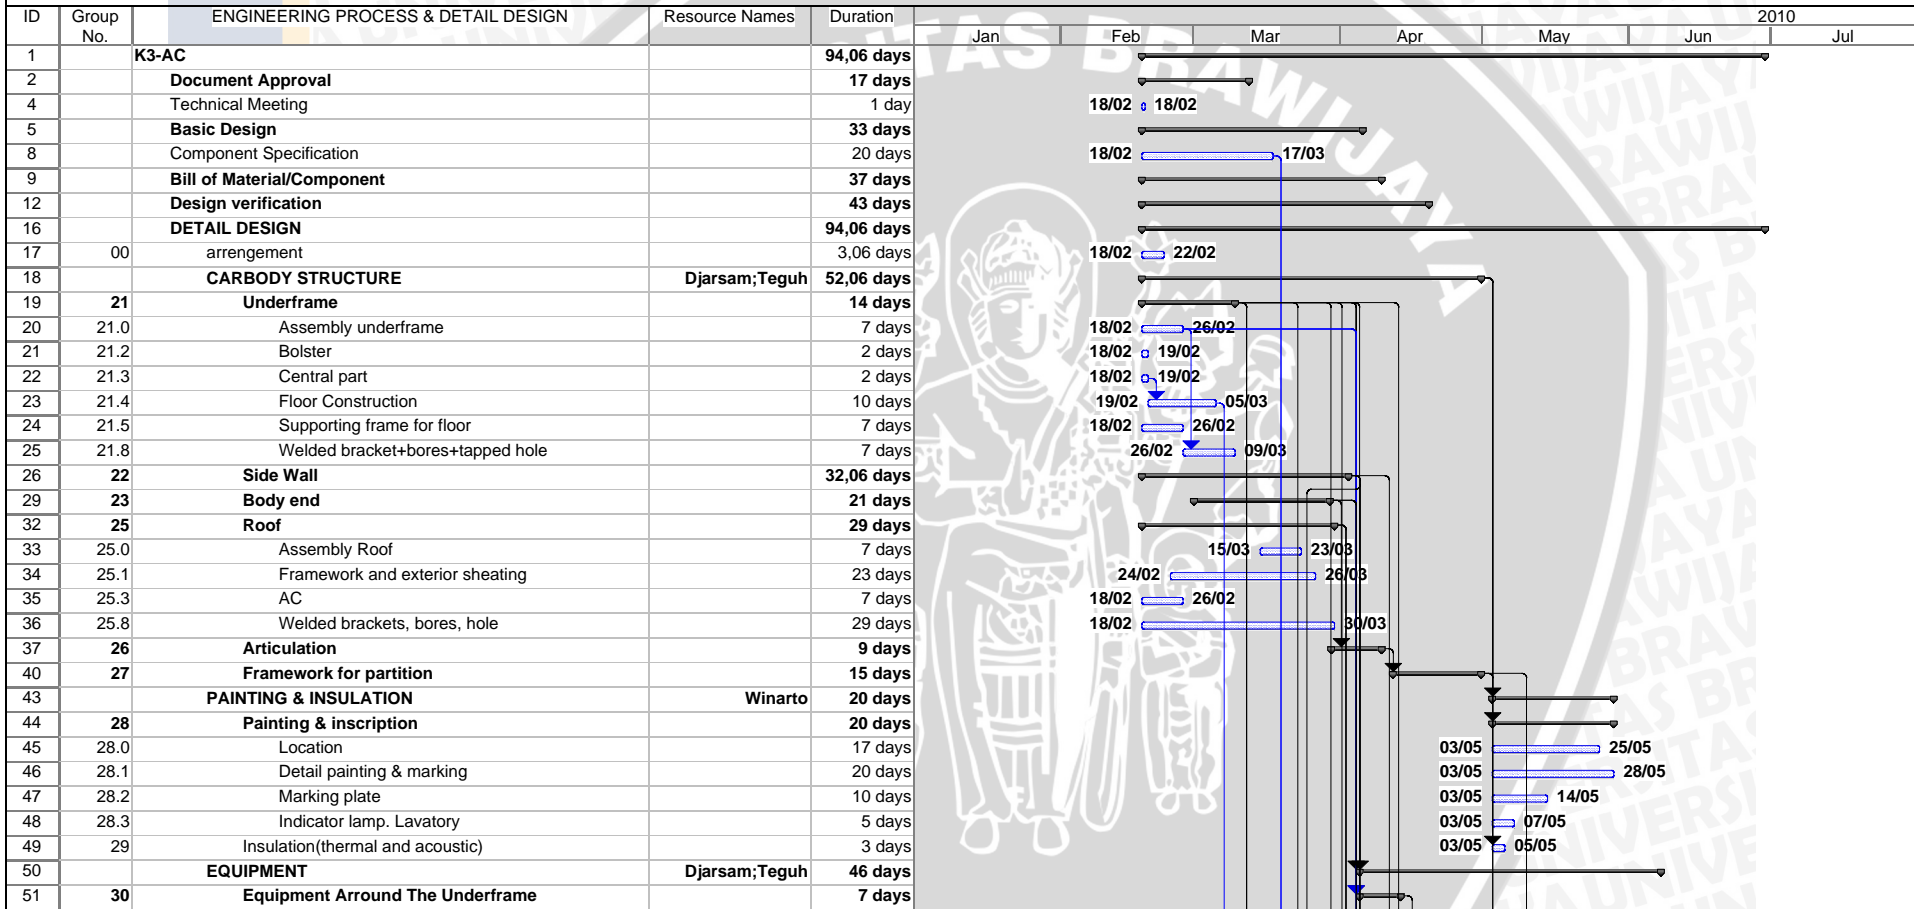 ID Group No. ENGINEERING PROCESS & DETAIL DESIGN Resource Names Duration 2010
Jan Feb Mar Apr May Jun Jul
1 K3-AC 94,06 days
2 Document Approval 17 days
4 Technical Meeting 1 day 18/02 18/02
5 Basic Design 33 days
8 Component Specification 20 days 18/02 17/03
9 Bill of Material/Component 37 days
12 Design verification 43 days
16 DETAIL DESIGN 94,06 days
17 00 arrengement 3,06 days 18/02 22/02
18 CARBODY STRUCTURE Djarsam;Teguh 52,06 days
19 21 Underframe 14 days
20 21.0 Assembly underframe 7 days 18/02 26/02
21 21.2 Bolster 2 days 18/02 19/02
22 21.3 Central part 2 days 18/02 19/02
23 21.4 Floor Construction 10 days 19/02 05/03
24 21.5 Supporting frame for floor 7 days 18/02 26/02
25 21.8 Welded bracket+bores+tapped hole 7 days 26/02 09/03
26 22 Side Wall 32,06 days
29 23 Body end 21 days
32 25 Roof 29 days
33 25.0 Assembly Roof 7 days 15/03 23/03
34 25.1 Framework and exterior sheating 23 days 24/02 26/03
35 25.3 AC 7 days 18/02 26/02
36 25.8 Welded brackets, bores, hole 29 days 18/02 30/03
37 26 Articulation 9 days
40 27 Framework for partition 15 days
43 PAINTING & INSULATION Winarto 20 days
44 28 Painting & inscription 20 days
45 28.0 Location 17 days 03/05 25/05
46 28.1 Detail painting & marking 20 days 03/05 28/05
47 28.2 Marking plate 10 days 03/05 14/05
48 28.3 Indicator lamp. Lavatory 5 days 03/05 07/05
49 29 Insulation(thermal and acoustic) 3 days 03/05 05/05
50 EQUIPMENT Djarsam;Teguh 46 days
51 30 Equipment Arround The Underframe 7 days
TAS BRAWIJAYA